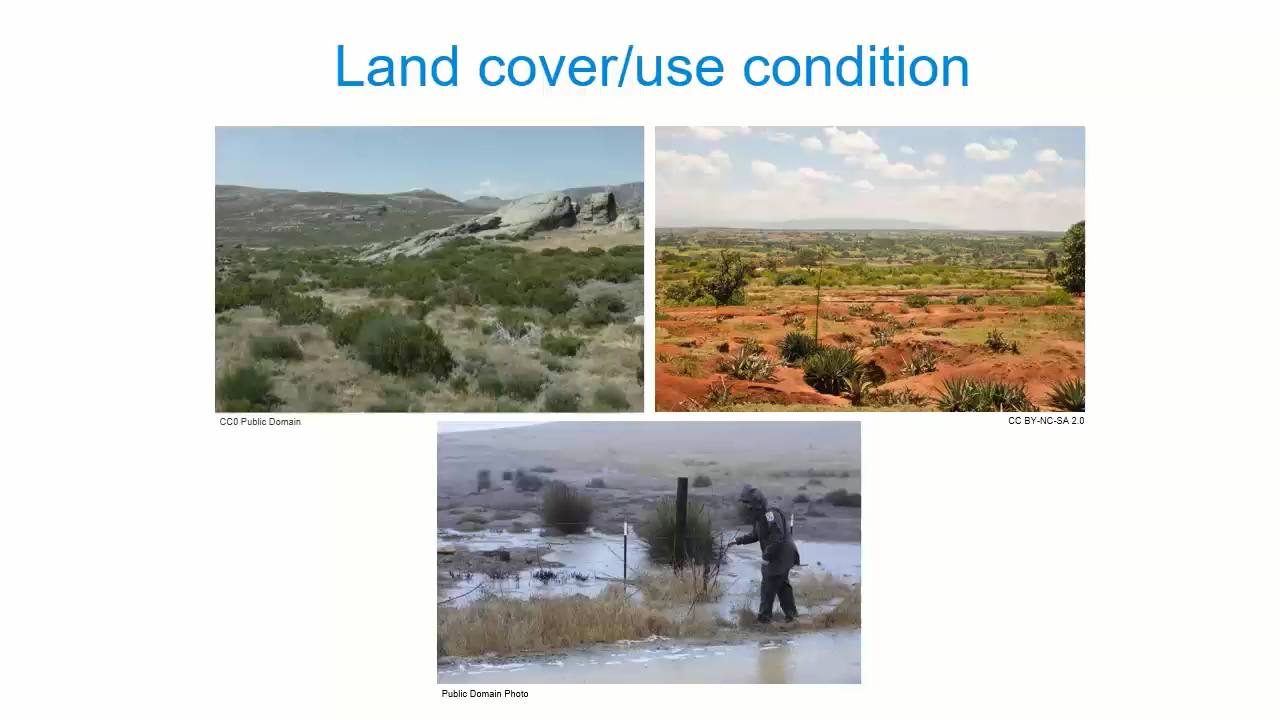 Land cover/use condition
CC0 Public Domain
CC BY-NC-SA 2.0
Public Domain Photo